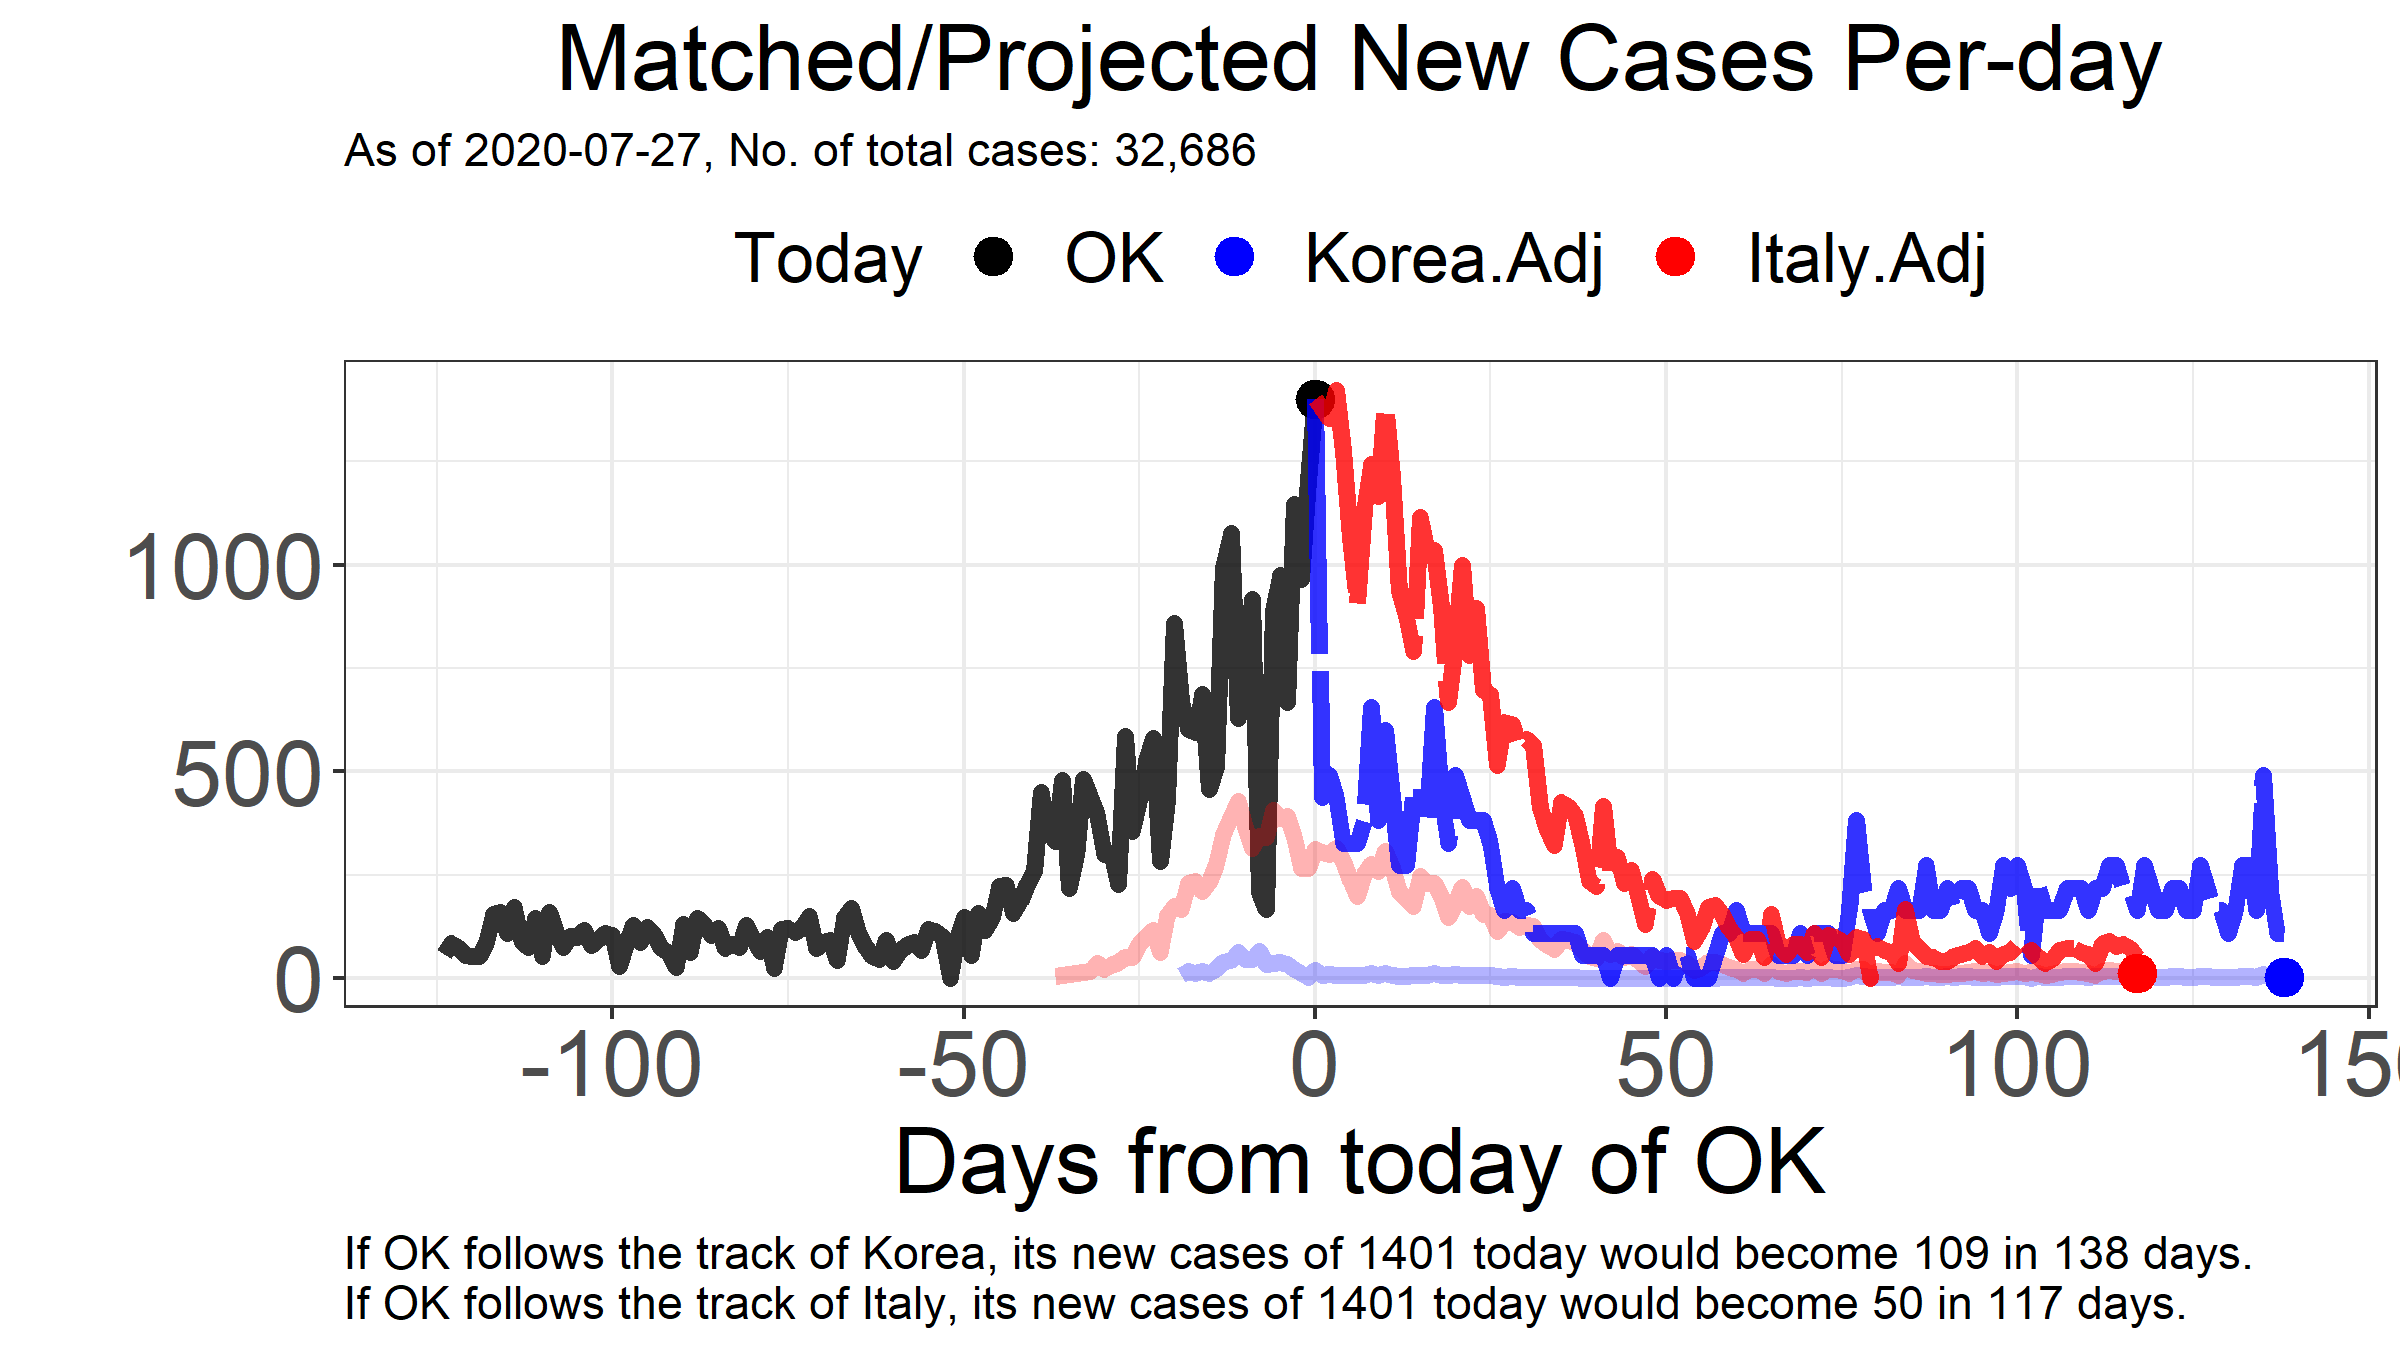 Matched/Projected New Cases Per-day
As of 2020-07-27, No. of total cases: 32,686
Today OK Korea.Adj Italy.Adj
1000
500
0
-100 -50 0 50 100 150
Days from today of OK
If OK follows the track of Korea, its new cases of 1401 today would become 109 in 138 days.
If OK follows the track of Italy, its new cases of 1401 today would become 50 in 117 days.